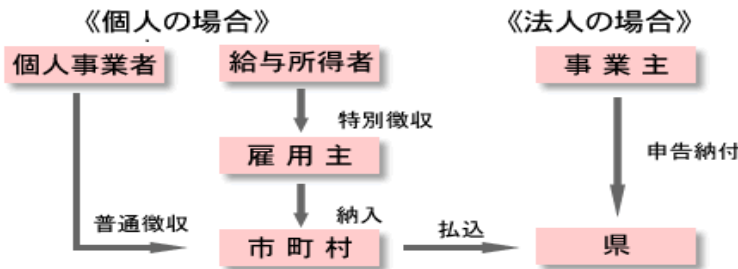 《個人の場合》
《法人の場合》
個人事業者
給与所得者
事業主
特別徴収
雇用主
申告納付
普通徴収
納入
払込
市町村
県